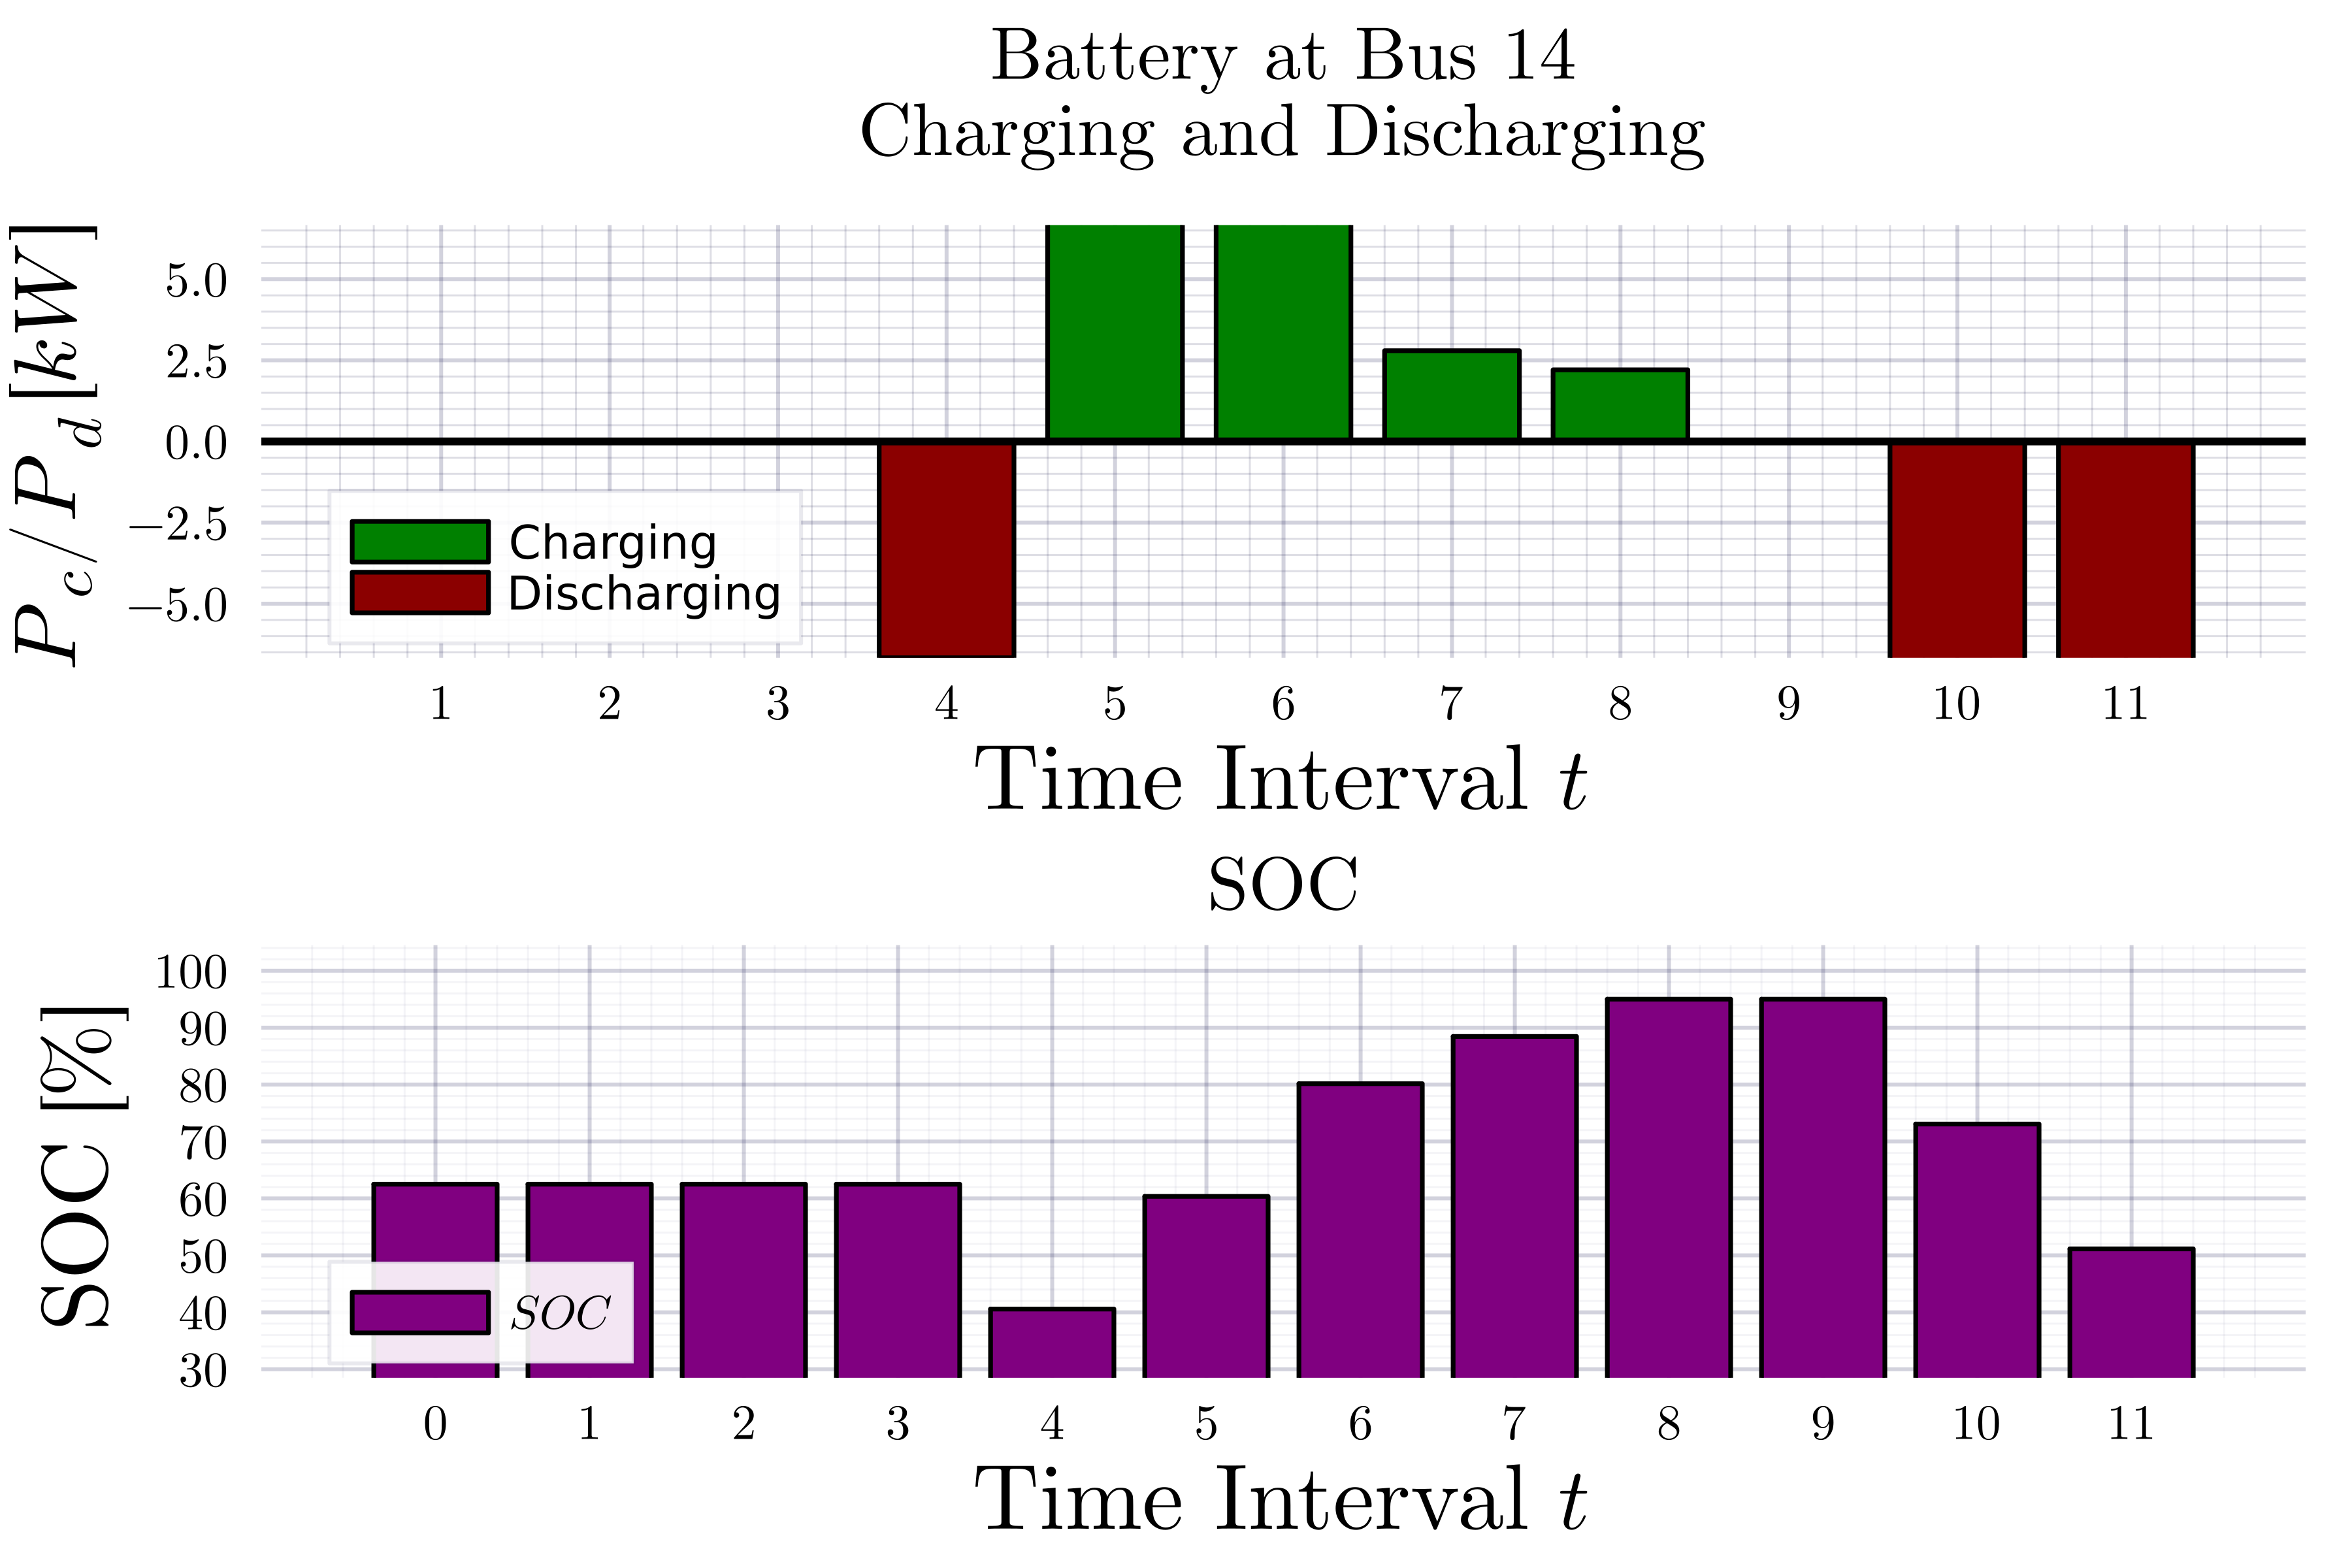 Battery at Bus 14
Charging and Discharging
P_c/P_d [kW]
5.0
2.5
0.0
−2.5
−5.0
Charging
Discharging
1 2 3 4 5 6 7 8 9 10 11
Time Interval t
SOC
SOC [%]
100
90
80
70
60
50
40
30
SOC
0 1 2 3 4 5 6 7 8 9 10 11
Time Interval t